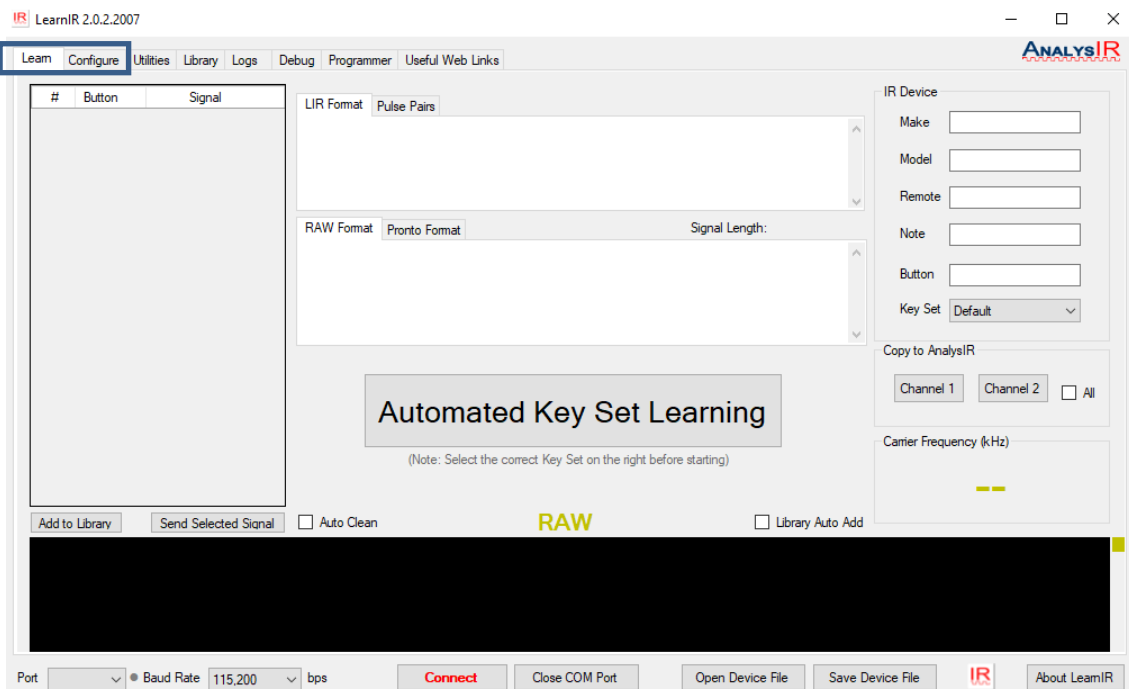 IR LearnIR 2.0.2.2007
ANALYSIR
Learn Configure Utilities Library Logs Debug Programmer Useful Web Links
# Button Signal
LIR Format Pulse Pairs
RAW Format Pronto Format Signal Length:
IR Device
Make
Model
Remote
Note
Button
Key Set Default
Copy to AnalysIR
Channel 1 Channel 2 All
Automated Key Set Learning
(Note: Select the correct Key Set on the right before starting)
Carrier Frequency (kHz)
--
Add to Library Send Selected Signal Auto Clean RAW Library Auto Add
Port Baud Rate 115,200 bps Connect Close COM Port Open Device File Save Device File IR About LearnIR